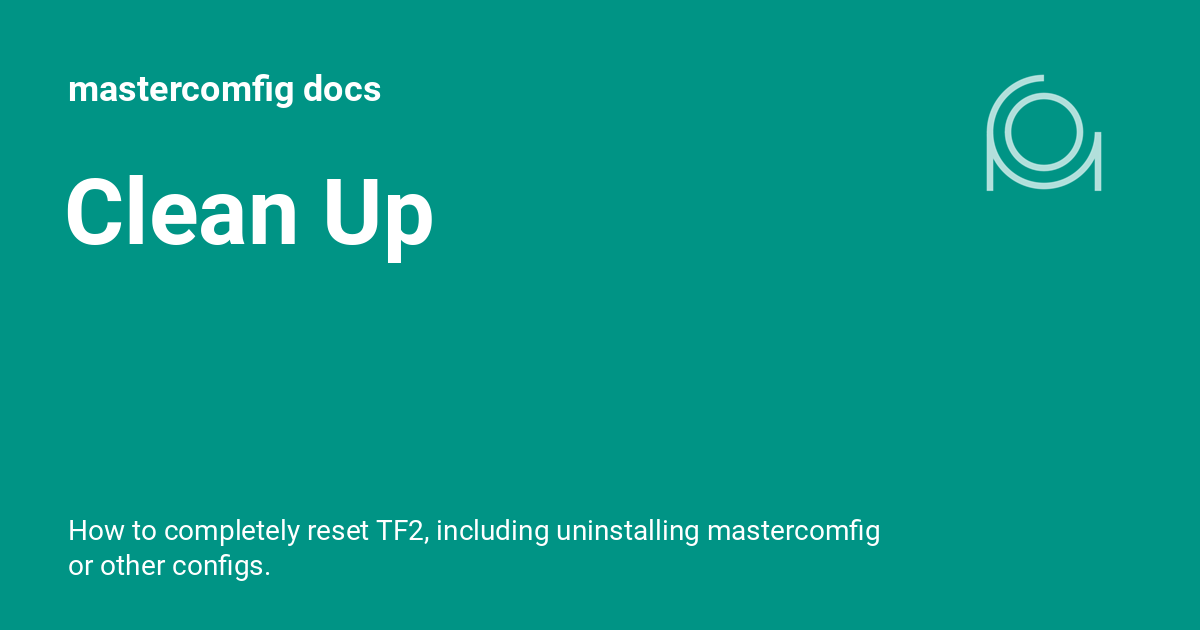 mastercomfig docs
Clean Up
How to completely reset TF2, including uninstalling mastercomfig
or other configs.